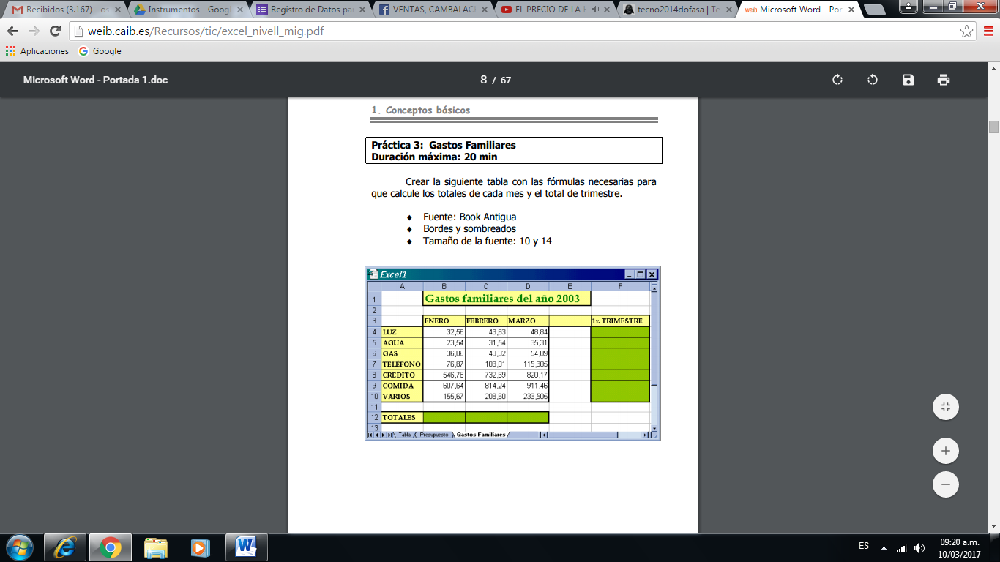 Recibidos (3.167) - os
Instrumentos - Googl
Registro de Datos par
VENTAS, CAMBALAC
EL PRECIO DE LA
tecno2014dofasa | Te
weib Microsoft Word - Por
weib.caib.es/Recursos/tic/excel_nivell_mig.pdf
Aplicaciones Google
Microsoft Word - Portada 1.doc 8 / 67
1. Conceptos básicos
Práctica 3: Gastos Familiares
Duración máxima: 20 min
Crear la siguiente tabla con las fórmulas necesarias para
que calcule los totales de cada mes y el total de trimestre.
♦ Fuente: Book Antigua
♦ Bordes y sombreados
♦ Tamaño de la fuente: 10 y 14
Excel1
A B C D E F
1 Gastos familiares del año 2003
2
3 ENERO FEBRERO MARZO 1r. TRIMESTRE
4 LUZ 32,56 43,63 48,84
5 AGUA 23,54 31,54 35,31
6 GAS 36,06 48,32 54,09
7 TELÉFONO 76,87 103,01 115,305
8 CREDITO 546,78 732,69 820,17
9 COMIDA 607,64 814,24 911,46
10 VARIOS 155,67 208,60 233,505
11
12 TOTALES
13
Tabla Presupuesto Gastos Familiares
ES 09:20 a.m.
10/03/2017